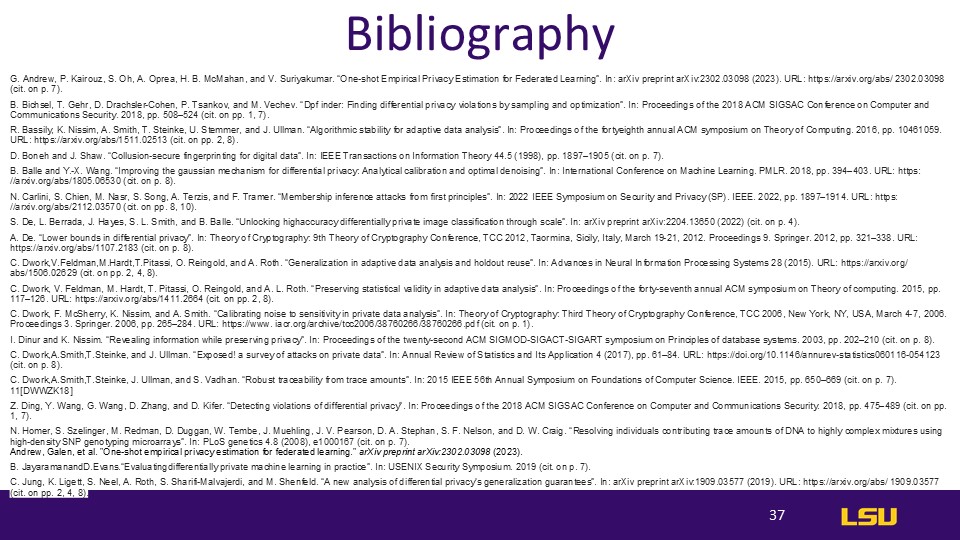 Bibliography
G. Andrew, P. Kairouz, S. Oh, A. Oprea, H. B. McMahan, and V. Suriyakumar. “One-shot Empirical Privacy Estimation for Federated Learning”. In: arXiv preprint arXiv:2302.03098 (2023). URL: https://arxiv.org/abs/ 2302.03098
(cit. on p. 7).
B. Bichsel, T. Gehr, D. Drachsler-Cohen, P. Tsankov, and M. Vechev. “Dpf inder: Finding differential privacy violations by sampling and optimization”. In: Proceedings of the 2018 ACM SIGSAC Conference on Computer and
Communications Security. 2018, pp. 508–524 (cit. on pp. 1, 7).
R. Bassily, K. Nissim, A. Smith, T. Steinke, U. Stemmer, and J. Ullman. “Algorithmic stability for adaptive data analysis”. In: Proceedings of the fortyeighth annual ACM symposium on Theory of Computing. 2016, pp. 10461059.
URL: https://arxiv.org/abs/1511.02513 (cit. on pp. 2, 8).
D. Boneh and J. Shaw. “Collusion-secure fingerprinting for digital data”. In: IEEE Transactions on Information Theory 44.5 (1998), pp. 1897–1905 (cit. on p. 7).
B. Balle and Y.-X. Wang. “Improving the gaussian mechanism for differential privacy: Analytical calibration and optimal denoising”. In: International Conference on Machine Learning. PMLR. 2018, pp. 394–403. URL: https:
//arxiv.org/abs/1805.06530 (cit. on p. 8).
N. Carlini, S. Chien, M. Nasr, S. Song, A. Terzis, and F. Tramer. “Membership inference attacks from first principles”. In: 2022 IEEE Symposium on Security and Privacy (SP). IEEE. 2022, pp. 1897–1914. URL: https:
//arxiv.org/abs/2112.03570 (cit. on pp. 8, 10).
S. De, L. Berrada, J. Hayes, S. L. Smith, and B. Balle. “Unlocking highaccuracy differentially private image classification through scale”. In: arXiv preprint arXiv:2204.13650 (2022) (cit. on p. 4).
A. De. “Lower bounds in differential privacy”. In: Theory of Cryptography: 9th Theory of Cryptography Conference, TCC 2012, Taormina, Sicily, Italy, March 19-21, 2012. Proceedings 9. Springer. 2012, pp. 321–338. URL:
https://arxiv.org/abs/1107.2183 (cit. on p. 8).
C. Dwork,V.Feldman,M.Hardt,T.Pitassi, O. Reingold, and A. Roth. “Generalization in adaptive data analysis and holdout reuse”. In: Advances in Neural Information Processing Systems 28 (2015). URL: https://arxiv.org/
abs/1506.02629 (cit. on pp. 2, 4, 8).
C. Dwork, V. Feldman, M. Hardt, T. Pitassi, O. Reingold, and A. L. Roth. “Preserving statistical validity in adaptive data analysis”. In: Proceedings of the forty-seventh annual ACM symposium on Theory of computing. 2015, pp.
117–126. URL: https://arxiv.org/abs/1411.2664 (cit. on pp. 2, 8).
C. Dwork, F. McSherry, K. Nissim, and A. Smith. “Calibrating noise to sensitivity in private data analysis”. In: Theory of Cryptography: Third Theory of Cryptography Conference, TCC 2006, New York, NY, USA, March 4-7, 2006.
Proceedings 3. Springer. 2006, pp. 265–284. URL: https://www. iacr.org/archive/tcc2006/38760266/38760266.pdf (cit. on p. 1).
I. Dinur and K. Nissim. “Revealing information while preserving privacy”. In: Proceedings of the twenty-second ACM SIGMOD-SIGACT-SIGART symposium on Principles of database systems. 2003, pp. 202–210 (cit. on p. 8).
C. Dwork,A.Smith,T.Steinke, and J. Ullman. “Exposed! a survey of attacks on private data”. In: Annual Review of Statistics and Its Application 4 (2017), pp. 61–84. URL: https://doi.org/10.1146/annurev-statistics060116-054123
(cit. on p. 8).
C. Dwork,A.Smith,T.Steinke, J. Ullman, and S. Vadhan. “Robust traceability from trace amounts”. In: 2015 IEEE 56th Annual Symposium on Foundations of Computer Science. IEEE. 2015, pp. 650–669 (cit. on p. 7).
11[DWWZK18]
Z. Ding, Y. Wang, G. Wang, D. Zhang, and D. Kifer. “Detecting violations of differential privacy”. In: Proceedings of the 2018 ACM SIGSAC Conference on Computer and Communications Security. 2018, pp. 475–489 (cit. on pp.
1, 7).
N. Homer, S. Szelinger, M. Redman, D. Duggan, W. Tembe, J. Muehling, J. V. Pearson, D. A. Stephan, S. F. Nelson, and D. W. Craig. “Resolving individuals contributing trace amounts of DNA to highly complex mixtures using
high-density SNP genotyping microarrays”. In: PLoS genetics 4.8 (2008), e1000167 (cit. on p. 7).
Andrew, Galen, et al. "One-shot empirical privacy estimation for federated learning." arXiv preprint arXiv:2302.03098 (2023).
B. JayaramanandD.Evans.“Evaluatingdifferentially private machine learning in practice”. In: USENIX Security Symposium. 2019 (cit. on p. 7).
C. Jung, K. Ligett, S. Neel, A. Roth, S. Sharifi-Malvajerdi, and M. Shenfeld. “A new analysis of differential privacy’s generalization guarantees”. In: arXiv preprint arXiv:1909.03577 (2019). URL: https://arxiv.org/abs/ 1909.03577
(cit. on pp. 2, 4, 8).
37
LSU